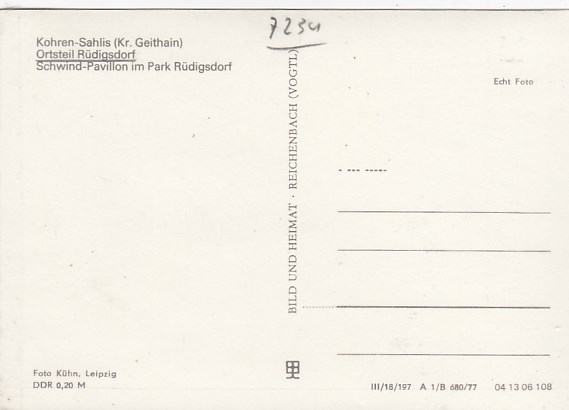 Kohren-Sahlis (Kr. Geithain)
Ortsteil Rüdigsdorf
Schwind-Pavillon im Park Rüdigsdorf
Echt Foto
BILD UND HEIMAT · REICHENBACH (VOGTL)
Foto Kühn, Leipzig
DDR 0,20 M
III/18/197 A 1/B 680/77 04 13 06 108